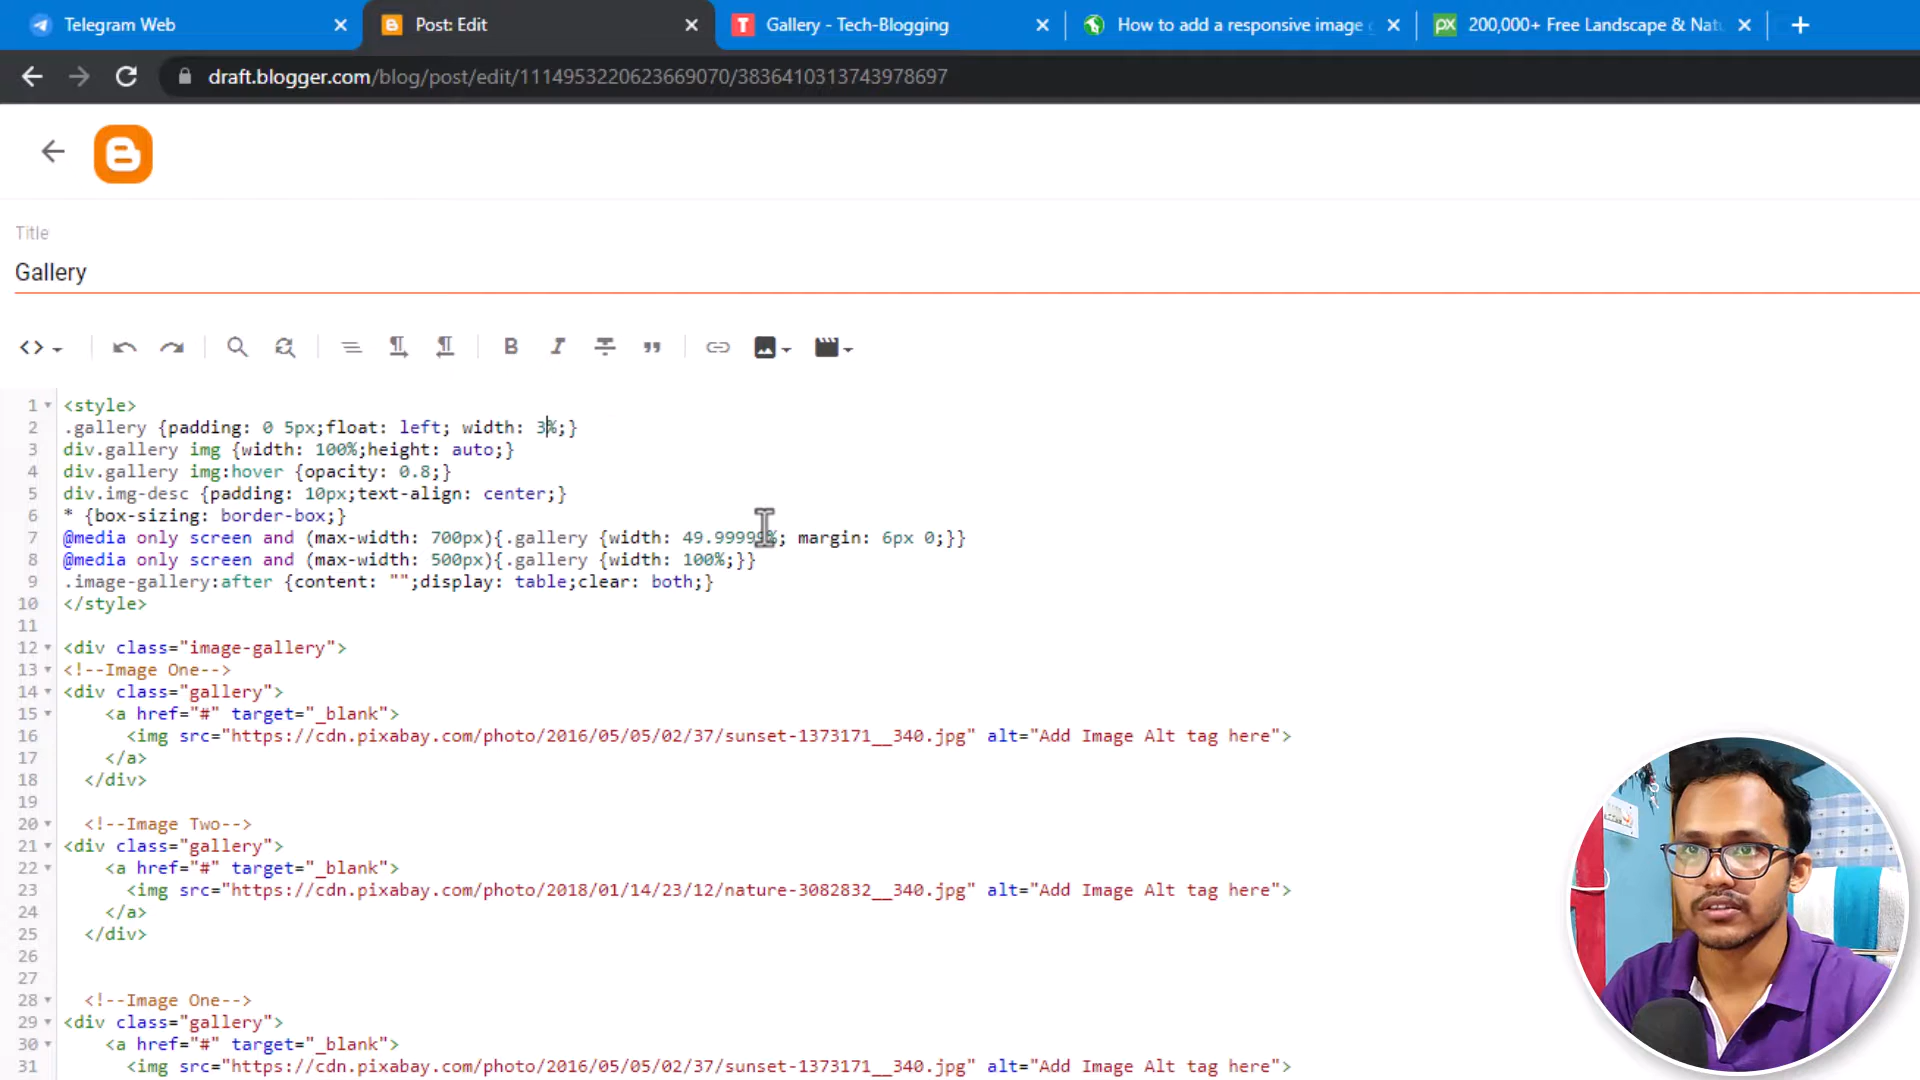 Telegram Web
Post: Edit
Gallery - Tech-Blogging
How to add a responsive image
200,000+ Free Landscape & Nat
draft.blogger.com/blog/post/edit/1114953220623669070/3836410313743978697
Title
Gallery
1 <style>
2 .gallery {padding: 0 5px;float: left; width: 3%;}
3 div.gallery img {width: 100%;height: auto;}
4 div.gallery img:hover {opacity: 0.8;}
5 div.img-desc {padding: 10px;text-align: center;}
6 * {box-sizing: border-box;}
7 @media only screen and (max-width: 700px){.gallery {width: 49.99999%; margin: 6px 0;}}
8 @media only screen and (max-width: 500px){.gallery {width: 100%;}}
9 .image-gallery:after {content: "";display: table;clear: both;}
10 </style>
11
12 <div class="image-gallery">
13 <!--Image One-->
14 <div class="gallery">
15 <a href="#" target="_blank">
16 <img src="https://cdn.pixabay.com/photo/2016/05/05/02/37/sunset-1373171__340.jpg" alt="Add Image Alt tag here">
17 </a>
18 </div>
19
20 <!--Image Two-->
21 <div class="gallery">
22 <a href="#" target="_blank">
23 <img src="https://cdn.pixabay.com/photo/2018/01/14/23/12/nature-3082832__340.jpg" alt="Add Image Alt tag here">
24 </a>
25 </div>
26
27
28 <!--Image One-->
29 <div class="gallery">
30 <a href="#" target="_blank">
31 <img src="https://cdn.pixabay.com/photo/2016/05/05/02/37/sunset-1373171__340.jpg" alt="Add Image Alt tag here">